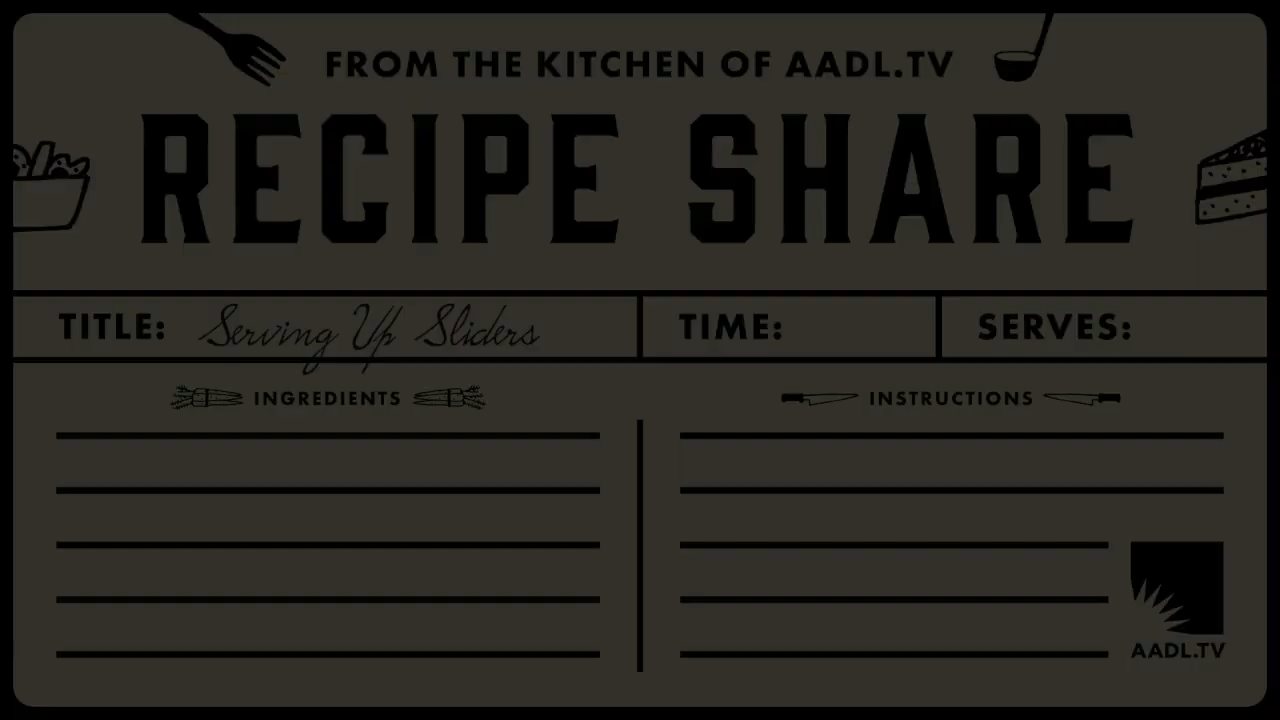 FROM THE KITCHEN OF AADL.TV
RECIPE SHARE
TITLE: Serving Up Sliders
TIME:
SERVES:
INGREDIENTS
INSTRUCTIONS
AADL.TV